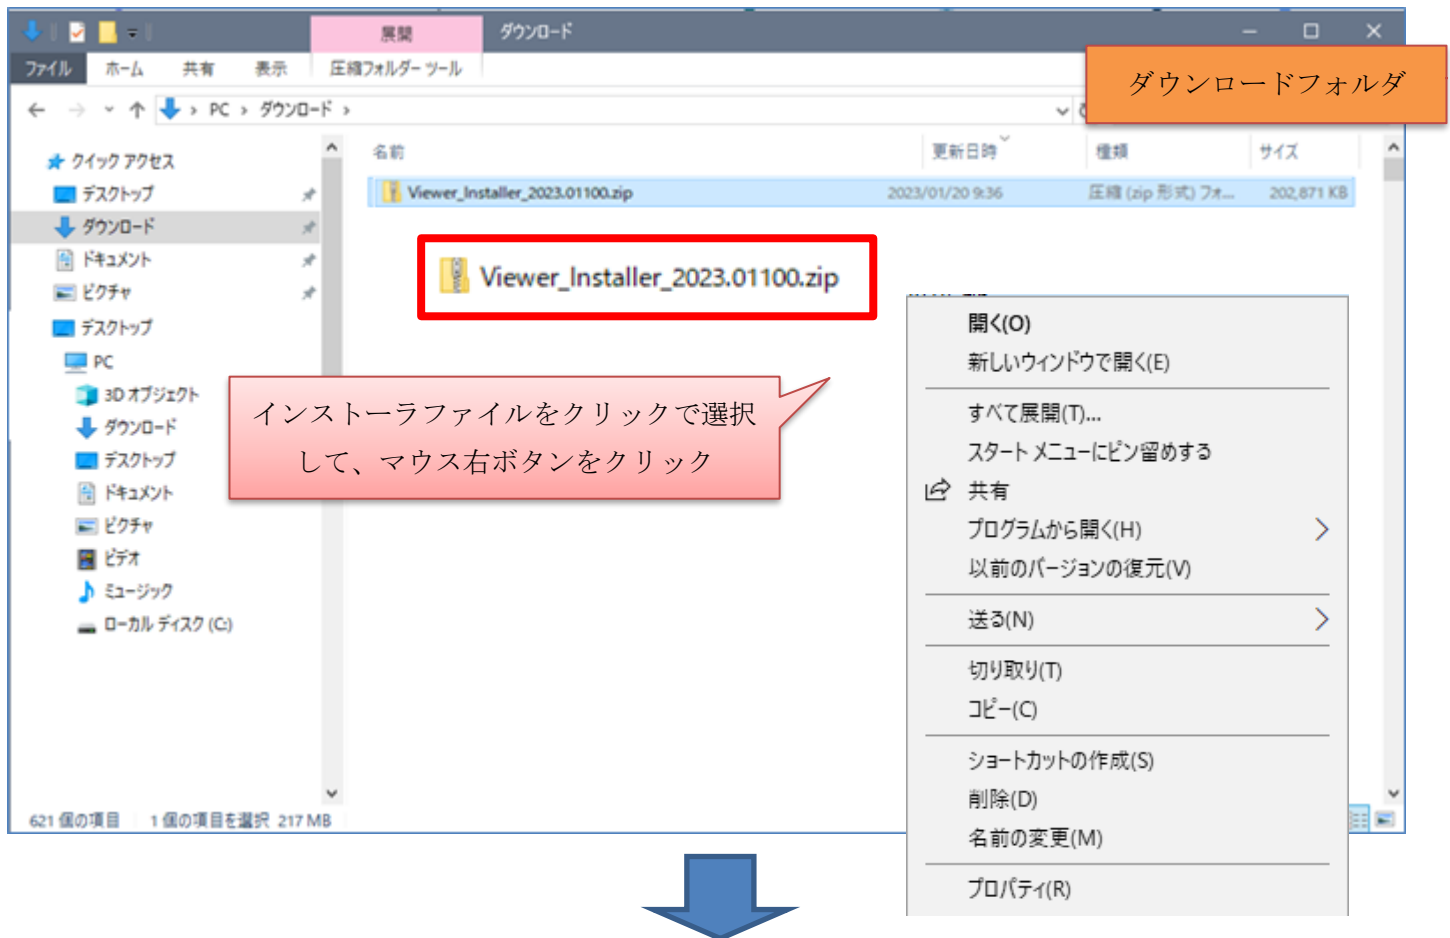 展開
ダウンロード
ファイル
ホーム
共有
表示
圧縮フォルダー ツール
ダウンロードフォルダ
PC
ダウンロード
名前
更新日時
種類
サイズ
Viewer_Installer_2023.01100.zip
2023/01/20 9:36
圧縮 (zip 形式) フォ...
202,871 KB
クイック アクセス
デスクトップ
ダウンロード
ドキュメント
ピクチャ
デスクトップ
PC
3D オブジェクト
ダウンロード
デスクトップ
ドキュメント
ピクチャ
ビデオ
ミュージック
ローカル ディスク (C:)
Viewer_Installer_2023.01100.zip
インストーラファイルをクリックで選択
して、マウス右ボタンをクリック
開く(O)
新しいウィンドウで開く(E)
すべて展開(T)...
スタート メニューにピン留めする
共有
プログラムから開く(H)
以前のバージョンの復元(V)
送る(N)
切り取り(T)
コピー(C)
ショートカットの作成(S)
削除(D)
名前の変更(M)
プロパティ(R)
621 個の項目
1 個の項目を選択 217 MB